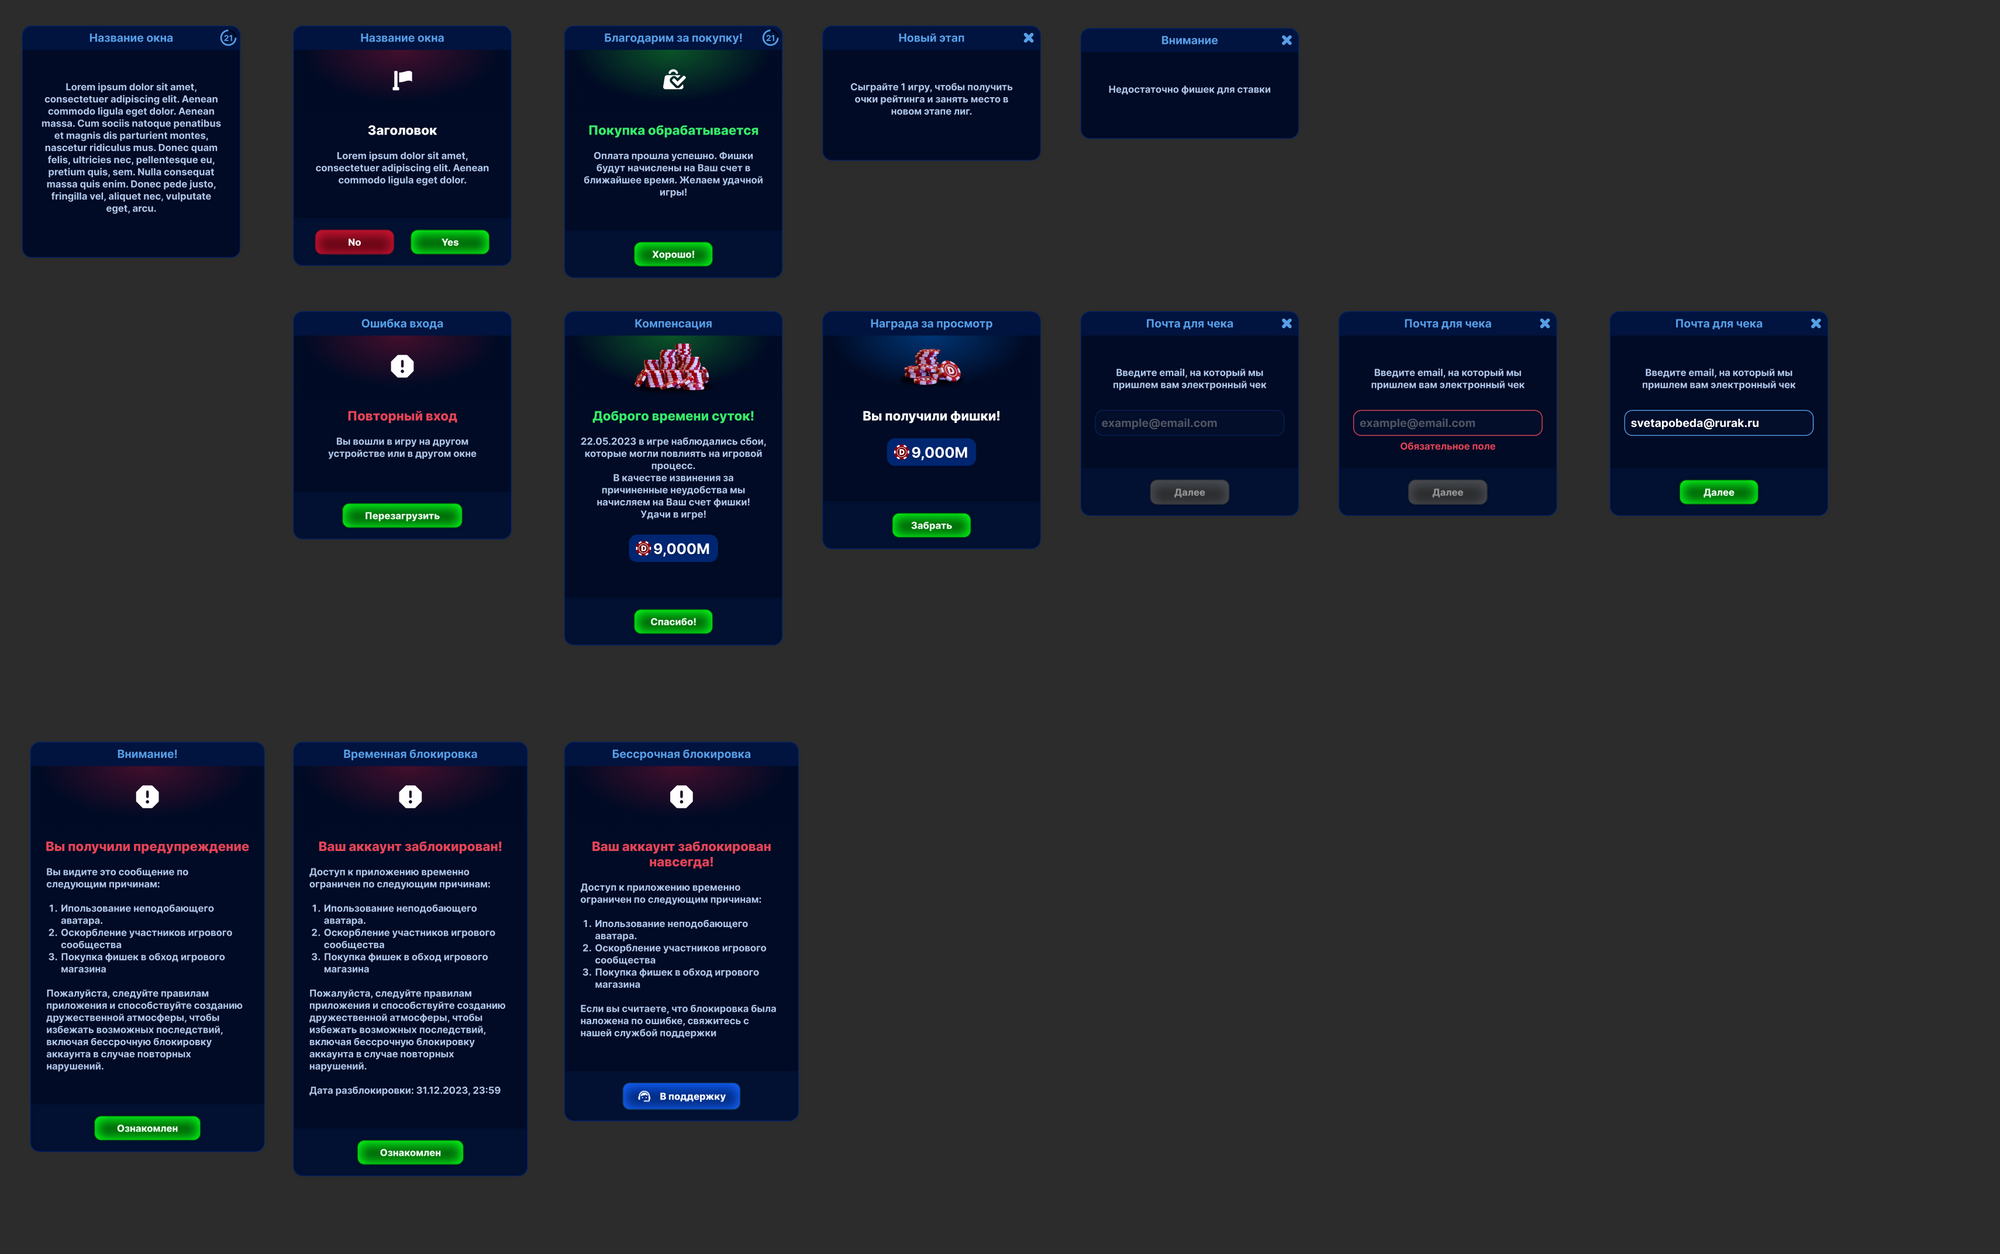 Название окна
21
Lorem ipsum dolor sit amet,
consectetuer adipiscing elit. Aenean
commodo ligula eget dolor. Aenean
massa. Cum sociis natoque penatibus
et magnis dis parturient montes,
nascetur ridiculus mus. Donec quam
felis, ultricies nec, pellentesque eu,
pretium quis, sem. Nulla consequat
massa quis enim. Donec pede justo,
fringilla vel, aliquet nec, vulputate
eget, arcu.
Название окна
Заголовок
Lorem ipsum dolor sit amet,
consectetuer adipiscing elit. Aenean
commodo ligula eget dolor.
No
Yes
Благодарим за покупку!
21
Покупка обрабатывается
Оплата прошла успешно. Фишки
будут начислены на Ваш счет в
ближайшее время. Желаем удачной
игры!
Хорошо!
Новый этап
Сыграйте 1 игру, чтобы получить
очки рейтинга и занять место в
новом этапе лиг.
Внимание
Недостаточно фишек для ставки
Ошибка входа
Повторный вход
Вы вошли в игру на другом
устройстве или в другом окне
Перезагрузить
Компенсация
Доброго времени суток!
22.05.2023 в игре наблюдались сбои,
которые могли повлиять на игровой
процесс.
В качестве извинения за
причиненные неудобства мы
начисляем на Ваш счет фишки!
Удачи в игре!
D 9,000M
Спасибо!
Награда за просмотр
D
Вы получили фишки!
D 9,000M
Забрать
Почта для чека
Введите email, на который мы
пришлем вам электронный чек
example@email.com
Далее
Почта для чека
Введите email, на который мы
пришлем вам электронный чек
example@email.com
Обязательное поле
Далее
Почта для чека
Введите email, на который мы
пришлем вам электронный чек
svetapobeda@rurak.ru
Далее
Внимание!
Вы получили предупреждение
Вы видите это сообщение по
следующим причинам:
1. Ипользование неподобающего
аватара.
2. Оскорбление участников игрового
сообщества
3. Покупка фишек в обход игрового
магазина
Пожалуйста, следуйте правилам
приложения и способствуйте созданию
дружественной атмосферы, чтобы
избежать возможных последствий,
включая бессрочную блокировку
аккаунта в случае повторных
нарушений.
Ознакомлен
Временная блокировка
Ваш аккаунт заблокирован!
Доступ к приложению временно
ограничен по следующим причинам:
1. Ипользование неподобающего
аватара.
2. Оскорбление участников игрового
сообщества
3. Покупка фишек в обход игрового
магазина
Пожалуйста, следуйте правилам
приложения и способствуйте созданию
дружественной атмосферы, чтобы
избежать возможных последствий,
включая бессрочную блокировку
аккаунта в случае повторных
нарушений.
Дата разблокировки: 31.12.2023, 23:59
Ознакомлен
Бессрочная блокировка
Ваш аккаунт заблокирован
навсегда!
Доступ к приложению временно
ограничен по следующим причинам:
1. Ипользование неподобающего
аватара.
2. Оскорбление участников игрового
сообщества
3. Покупка фишек в обход игрового
магазина
Если вы считаете, что блокировка была
наложена по ошибке, свяжитесь с
нашей службой поддержки
В поддержку